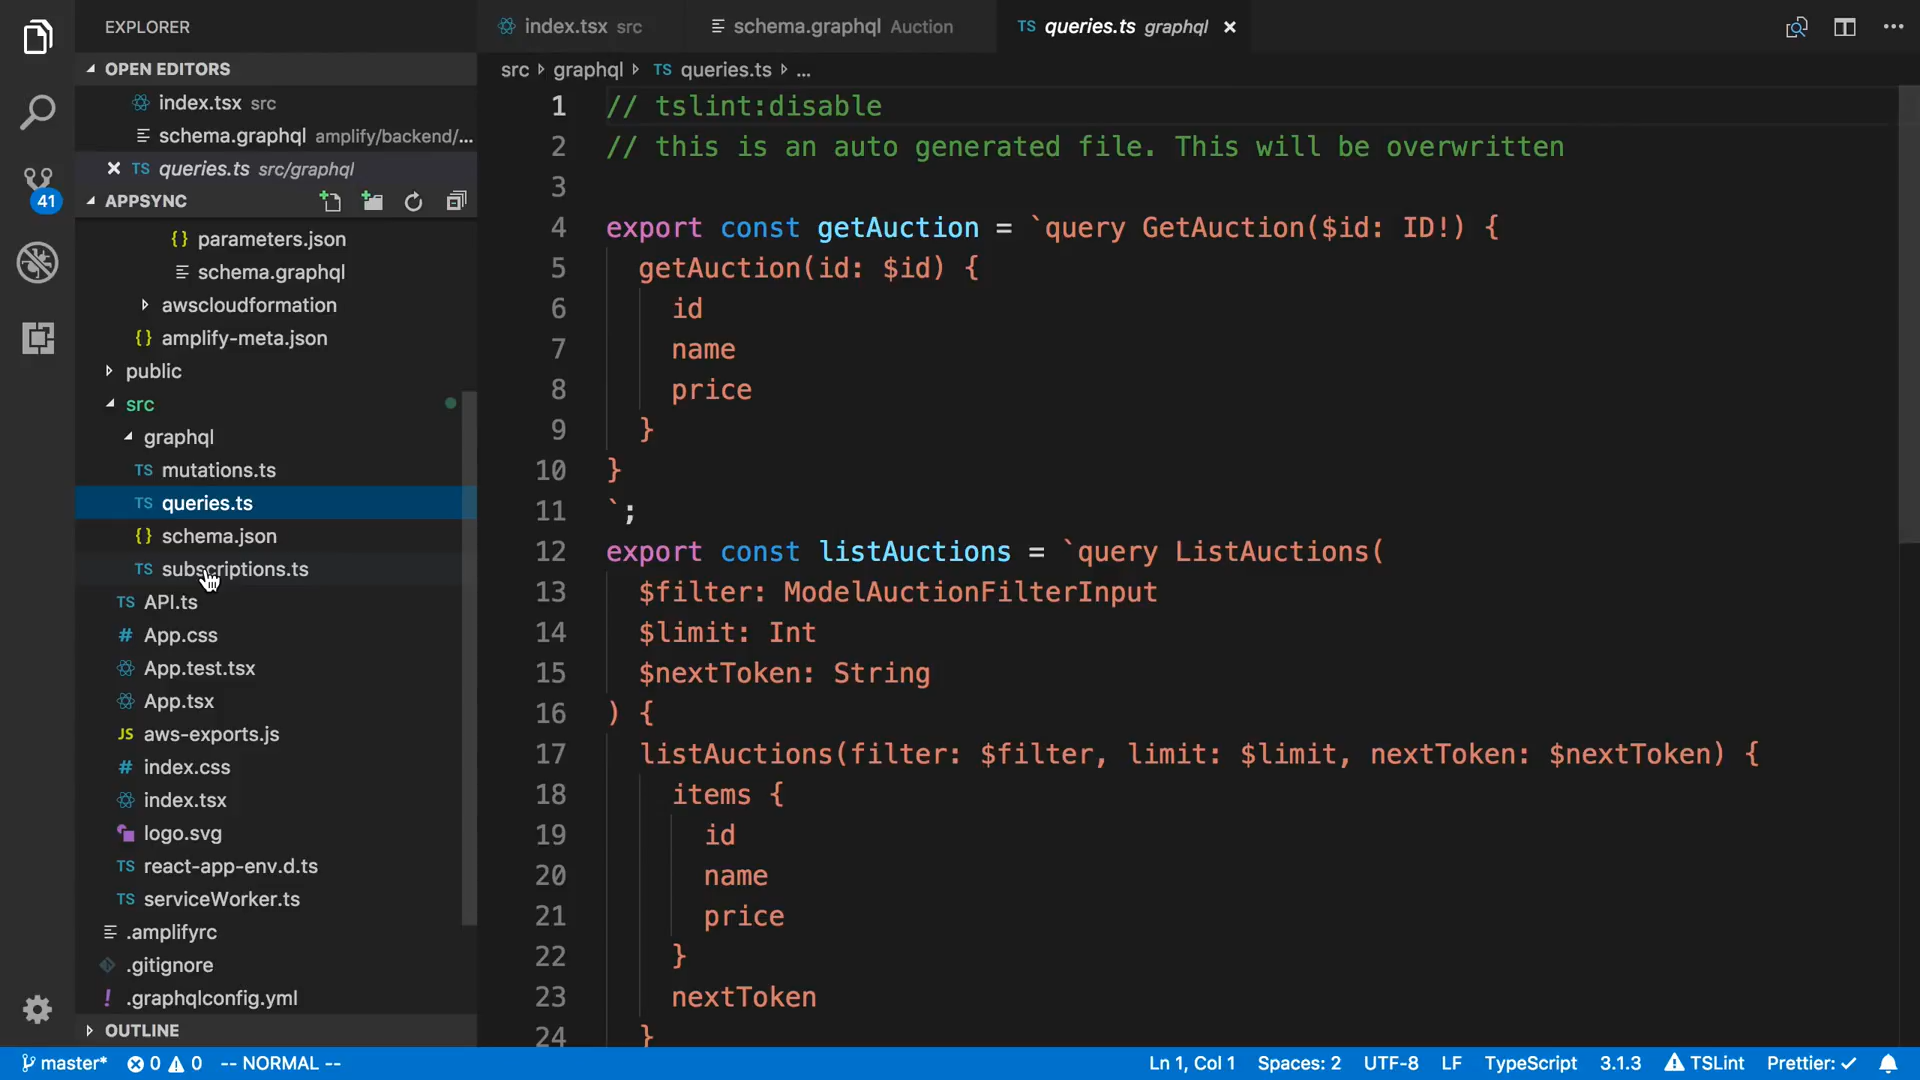 EXPLORER
OPEN EDITORS
index.tsx src
schema.graphql amplify/backend/...
TS queries.ts src/graphql
APPSYNC
{} parameters.json
schema.graphql
awscloudformation
{} amplify-meta.json
public
src
graphql
TS mutations.ts
TS queries.ts
{} schema.json
TS subscriptions.ts
TS API.ts
# App.css
App.test.tsx
App.tsx
JS aws-exports.js
# index.css
index.tsx
logo.svg
TS react-app-env.d.ts
TS serviceWorker.ts
.amplifyrc
.gitignore
! .graphqlconfig.yml
OUTLINE
41
index.tsx src
schema.graphql Auction
TS queries.ts graphql
src graphql TS queries.ts ...
1 // tslint:disable
2 // this is an auto generated file. This will be overwritten
3
4 export const getAuction = `query GetAuction($id: ID!) {
5 getAuction(id: $id) {
6 id
7 name
8 price
9 }
10 }
11 `;
12 export const listAuctions = `query ListAuctions(
13 $filter: ModelAuctionFilterInput
14 $limit: Int
15 $nextToken: String
16 ) {
17 listAuctions(filter: $filter, limit: $limit, nextToken: $nextToken) {
18 items {
19 id
20 name
21 price
22 }
23 nextToken
24 }
master* 0 0 -- NORMAL -- Ln 1, Col 1 Spaces: 2 UTF-8 LF TypeScript 3.1.3 TSLint Prettier: ✓